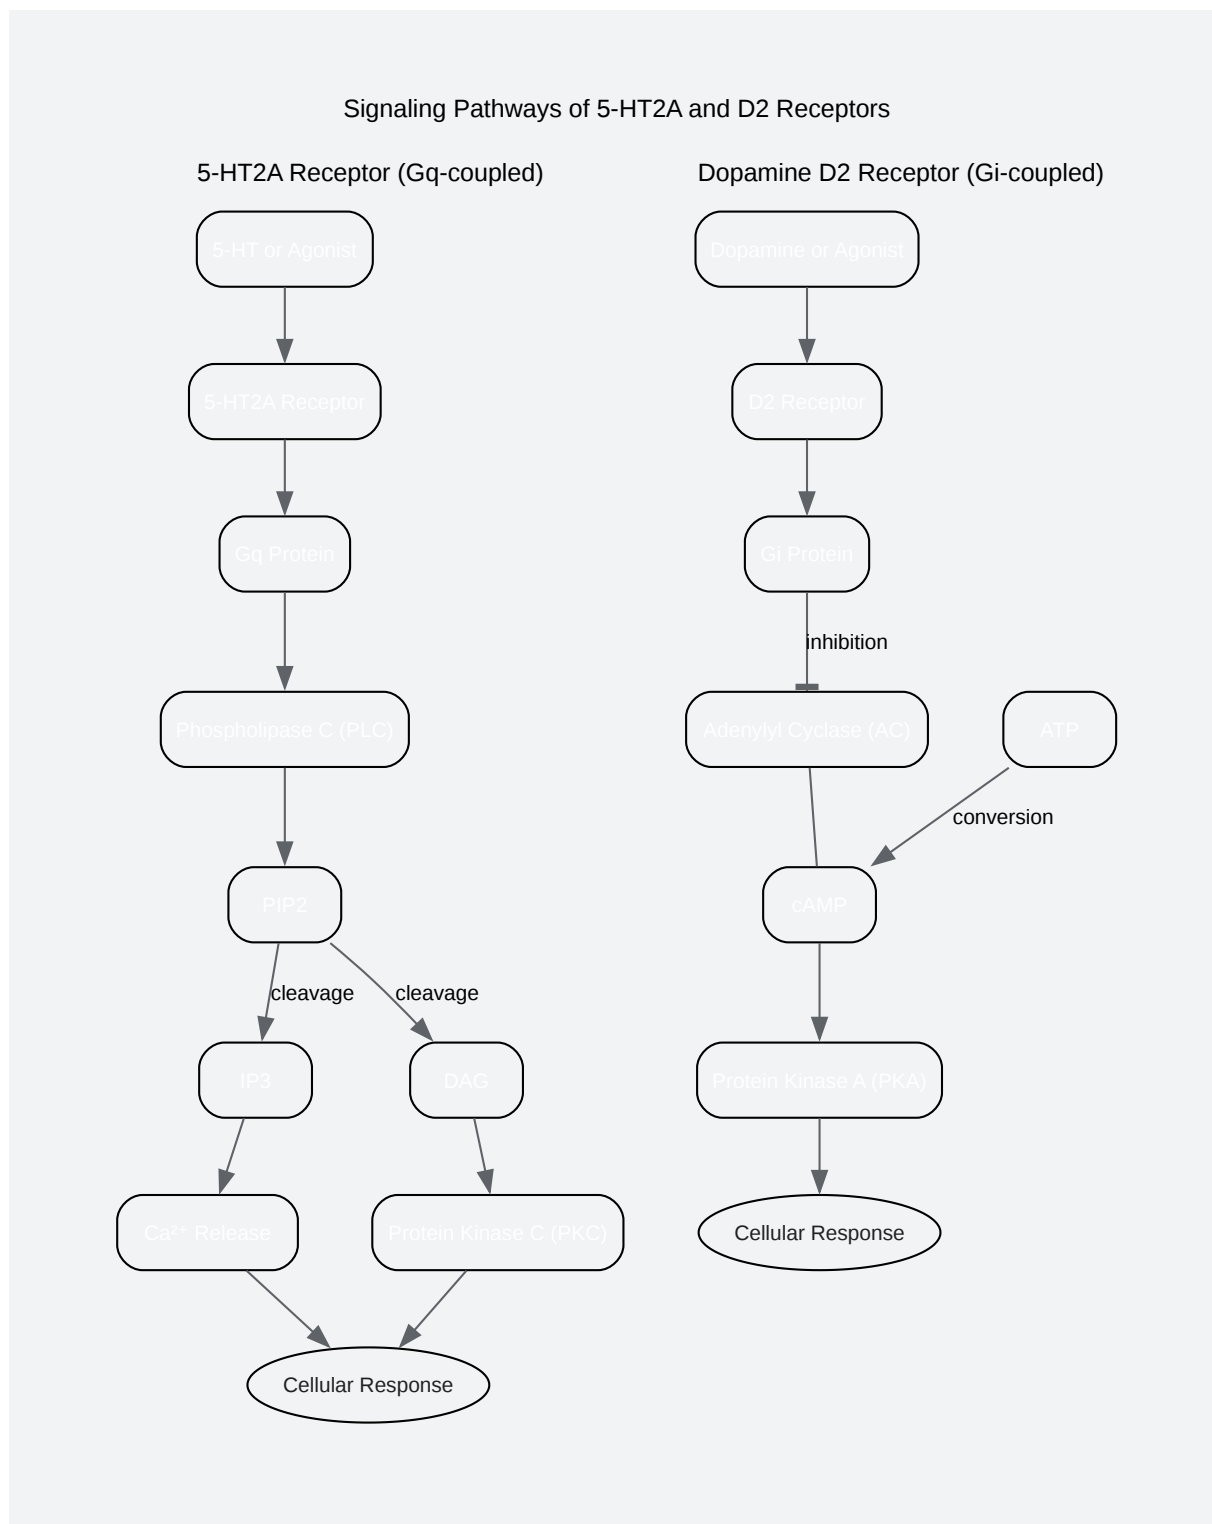 Signaling Pathways of 5-HT2A and D2 Receptors
5-HT2A Receptor (Gq-coupled)
5-HT or Agonist
5-HT2A Receptor
Gq Protein
Phospholipase C (PLC)
PIP2
cleavage
cleavage
IP3
DAG
Ca²⁺ Release
Protein Kinase C (PKC)
Cellular Response
Dopamine D2 Receptor (Gi-coupled)
Dopamine or Agonist
D2 Receptor
Gi Protein
inhibition
Adenylyl Cyclase (AC)
ATP
conversion
cAMP
Protein Kinase A (PKA)
Cellular Response